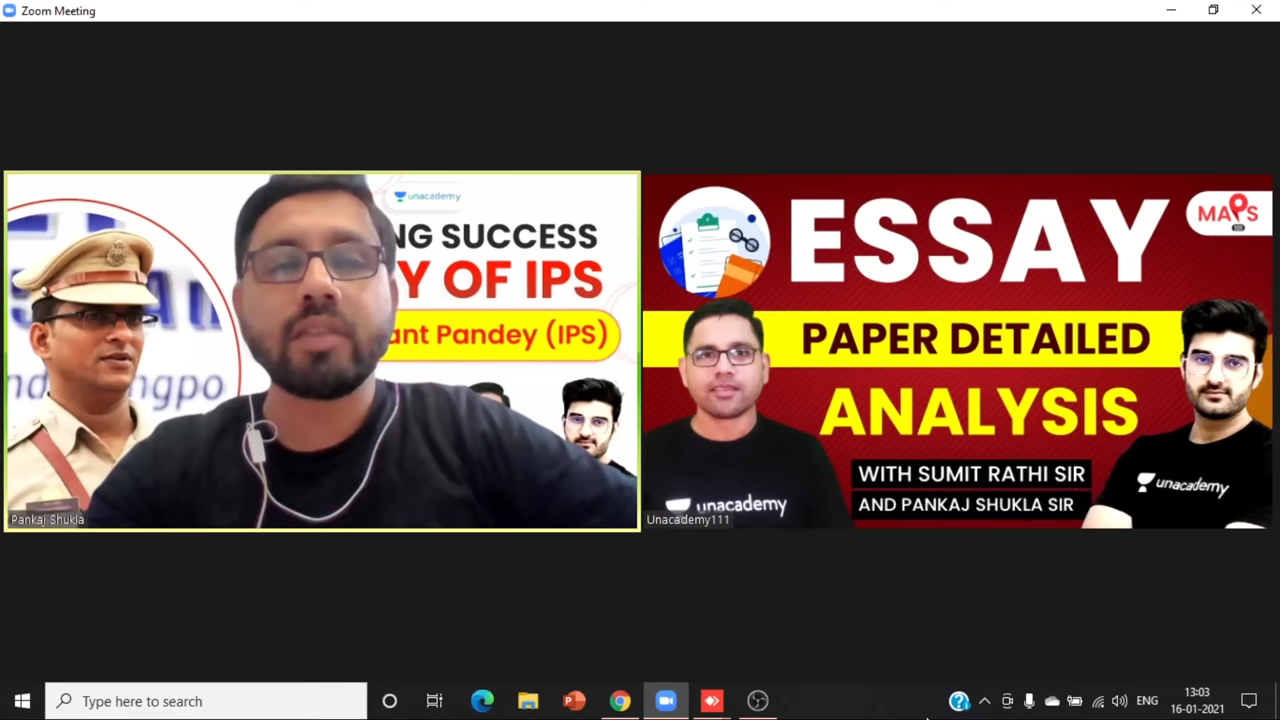 Zoom Meeting
unacademy
NG SUCCESS
Y OF IPS
ant Pandey (IPS)
Pankaj Shukla
ESSAY
MAPS
101
PAPER DETAILED
ANALYSIS
WITH SUMIT RATHI SIR
AND PANKAJ SHUKLA SIR
unacademy
unacademy
Unacademy111
Type here to search
ENG
13:03
16-01-2021